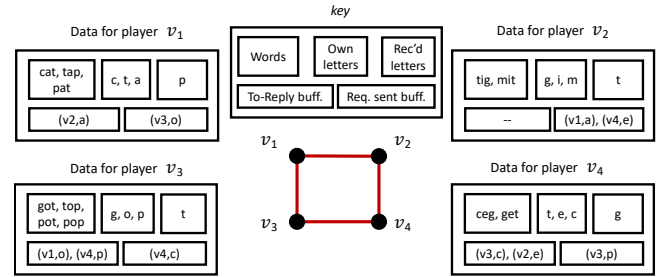 key
Words
Own letters
Rec'd letters
To-Reply buff.
Req. sent buff.
Data for player v1
cat, tap, pat
c, t, a
p
(v2,a)
(v3,o)
Data for player v2
tig, mit
g, i, m
t
--
(v1,a), (v4,e)
v1
v2
v3
v4
Data for player v3
got, top, pot, pop
g, o, p
t
(v1,o), (v4,p)
(v4,c)
Data for player v4
ceg, get
t, e, c
g
(v3,c), (v2,e)
(v3,p)